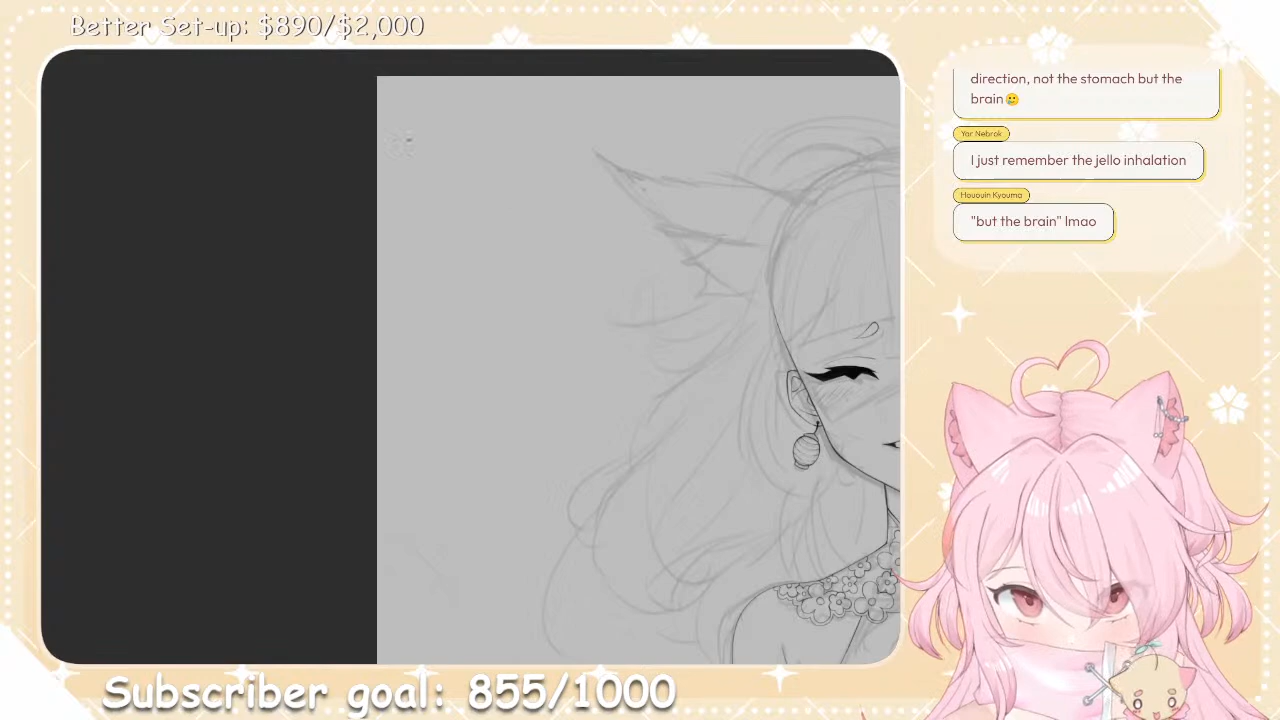 Better Set-up: $890/$2,000
direction, not the stomach but the
brain🥲
Yar Nebrok
I just remember the jello inhalation
Hououin Kyouma
"but the brain" lmao
Subscriber goal: 855/1000